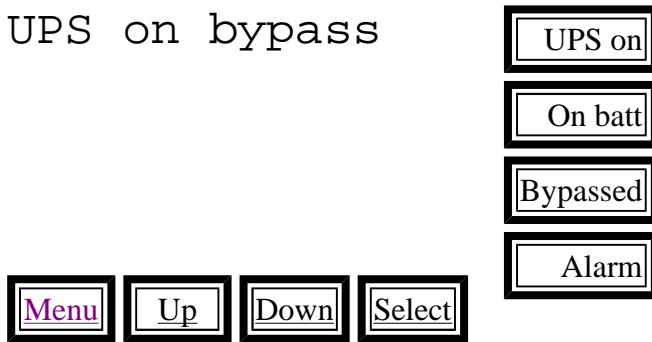 UPS on bypass
UPS on
On batt
Bypassed
Alarm
Menu Up Down Select